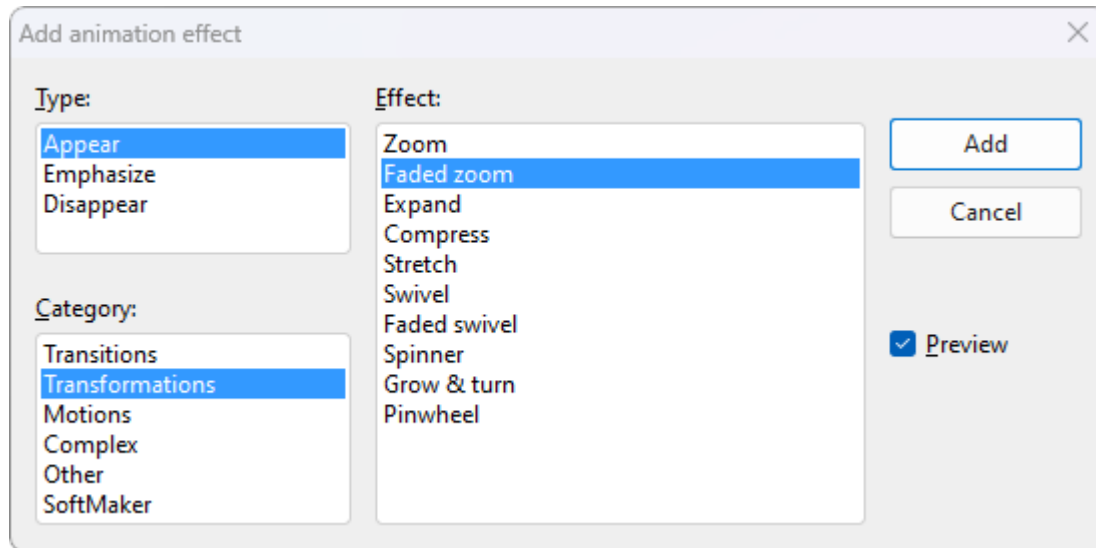 Add animation effect
Type:
Appear
Emphasize
Disappear
Category:
Transitions
Transformations
Motions
Complex
Other
SoftMaker
Effect:
Zoom
Faded zoom
Expand
Compress
Stretch
Swivel
Faded swivel
Spinner
Grow & turn
Pinwheel
Add
Cancel
Preview